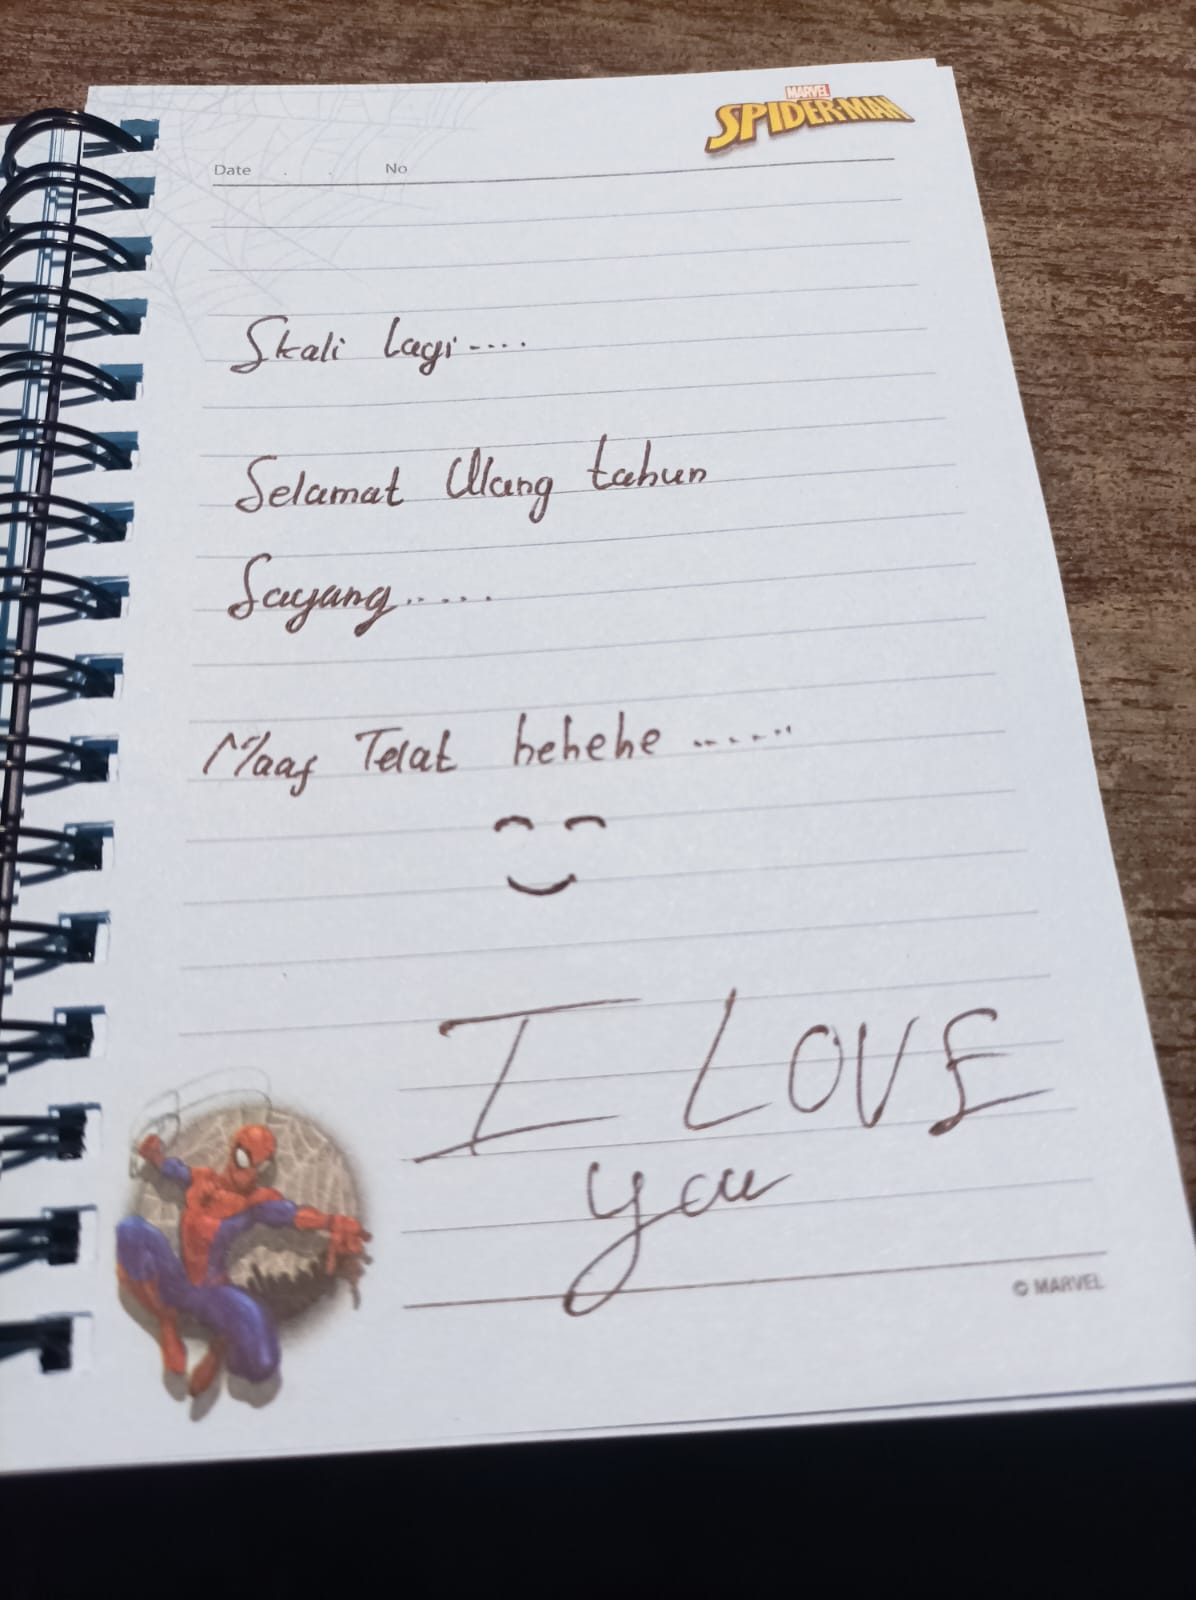 MARVEL
SPIDER-MAN
Date . . No
Skali Lagi-....
Selamat Ulang tahun
Sayang.....
Maaf Telat hehehe ......
I LOVE
you
© MARVEL